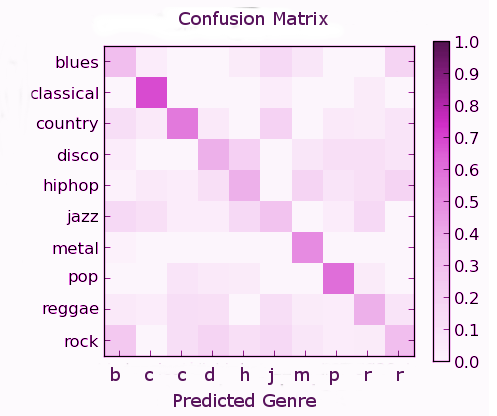 Confusion Matrix
blues
classical
country
disco
hiphop
jazz
metal
pop
reggae
rock
b c c d h j m p r r
Predicted Genre
1.0
0.9
0.8
0.7
0.6
0.5
0.4
0.3
0.2
0.1
0.0